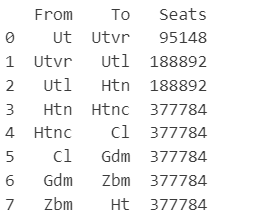 From To Seats
0 Ut Utvr 95148
1 Utvr Utl 188892
2 Utl Htn 188892
3 Htn Htnc 377784
4 Htnc Cl 377784
5 Cl Gdm 377784
6 Gdm Zbm 377784
7 Zbm Ht 377784